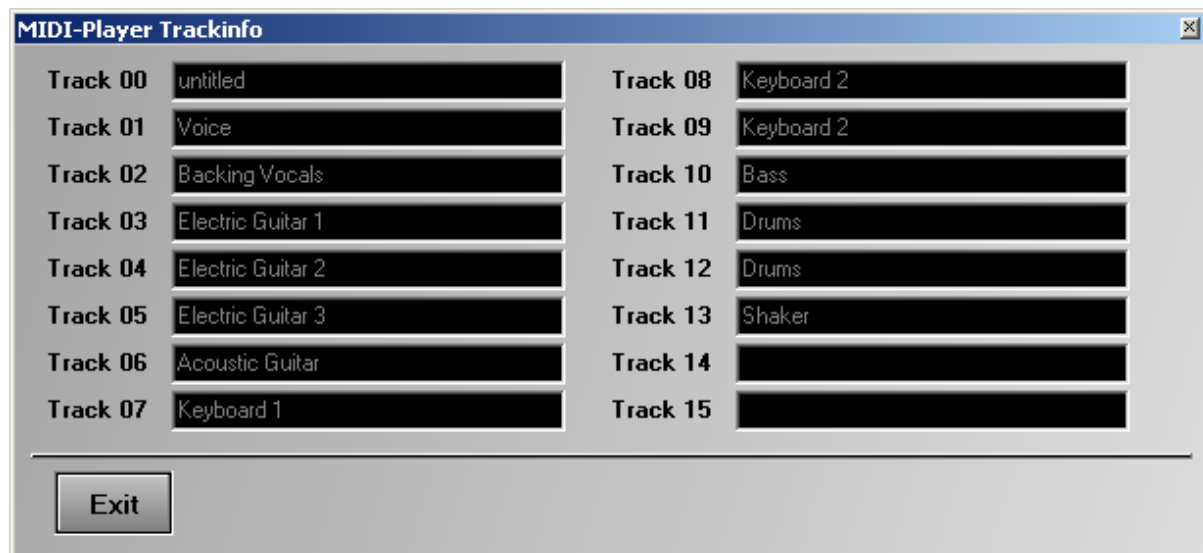 MIDI-Player Trackinfo
Track 00 untitled
Track 01 Voice
Track 02 Backing Vocals
Track 03 Electric Guitar 1
Track 04 Electric Guitar 2
Track 05 Electric Guitar 3
Track 06 Acoustic Guitar
Track 07 Keyboard 1
Track 08 Keyboard 2
Track 09 Keyboard 2
Track 10 Bass
Track 11 Drums
Track 12 Drums
Track 13 Shaker
Track 14
Track 15
Exit